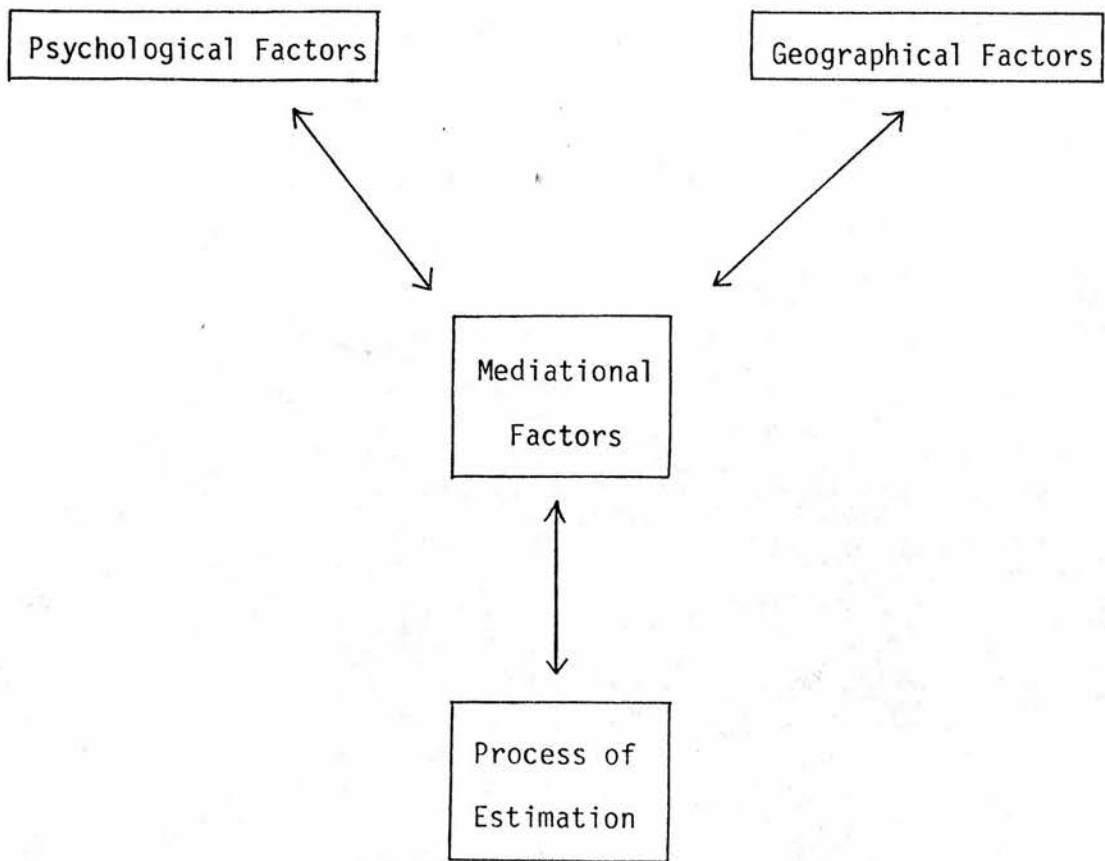 Psychological Factors
Geographical Factors
Mediational
Factors
Process of
Estimation